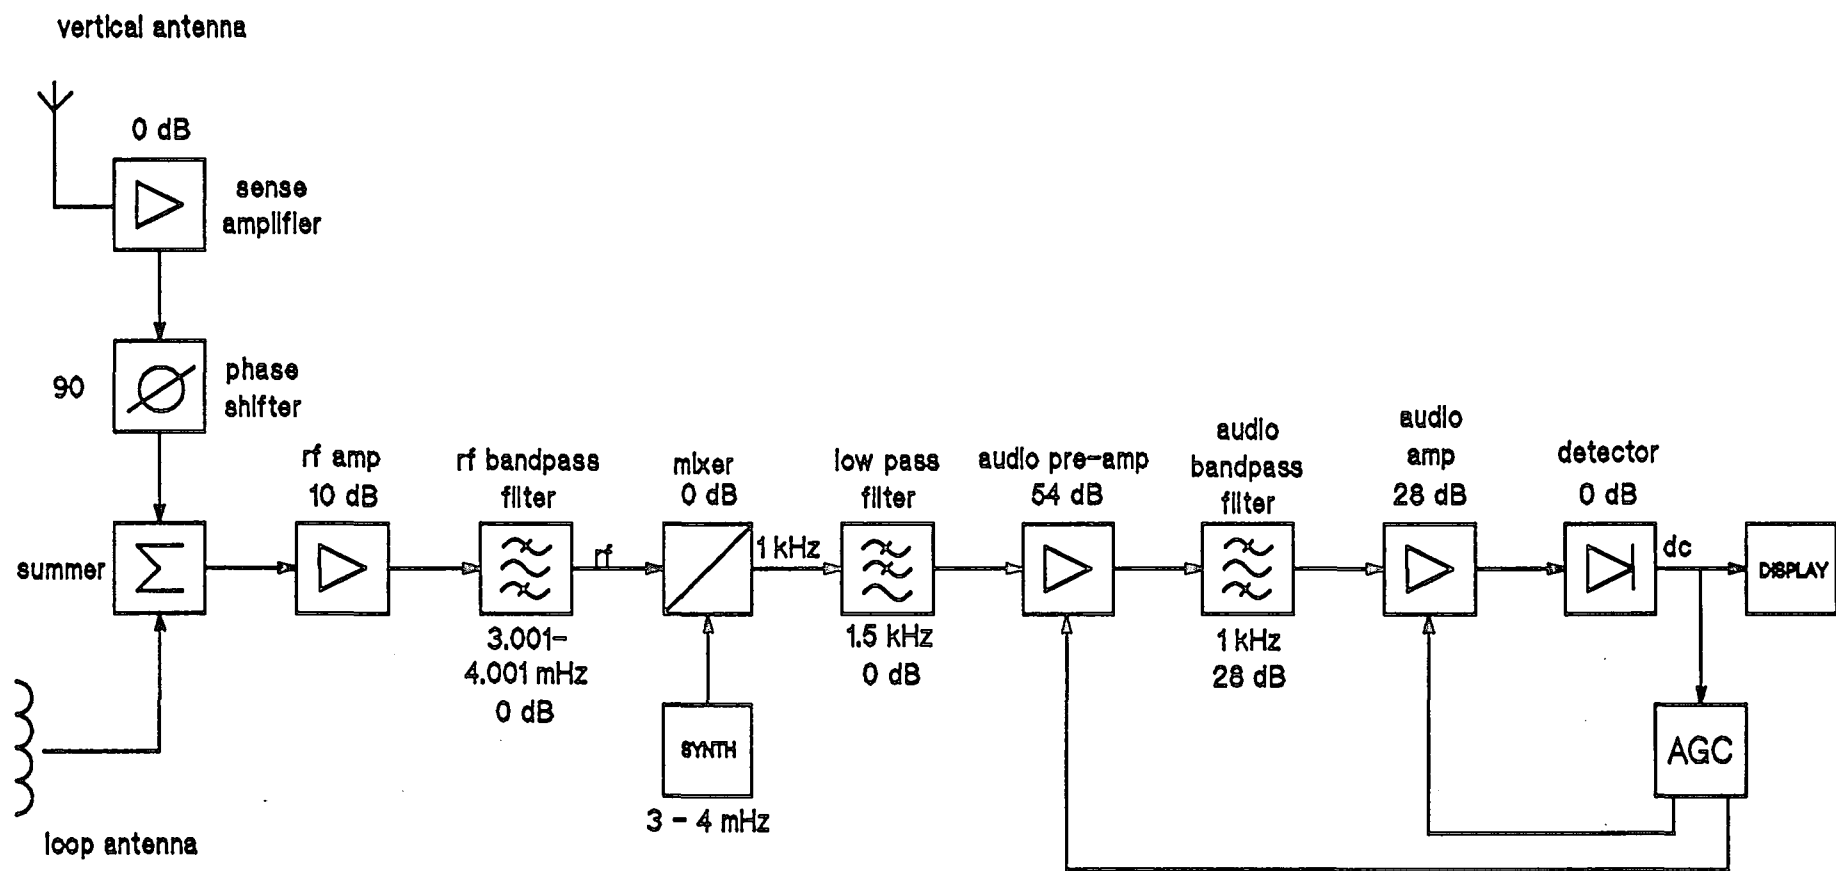 vertical antenna
0 dB
sense
amplifier
90
phase
shifter
summer
loop antenna
rf amp
10 dB
rf bandpass
filter
3.001-
4.001 mHz
0 dB
rf
mixer
0 dB
1 kHz
SYNTH
3 - 4 mHz
low pass
filter
1.5 kHz
0 dB
audio pre-amp
54 dB
audio
bandpass
filter
1 kHz
28 dB
audio
amp
28 dB
detector
0 dB
dc
DISPLAY
AGC